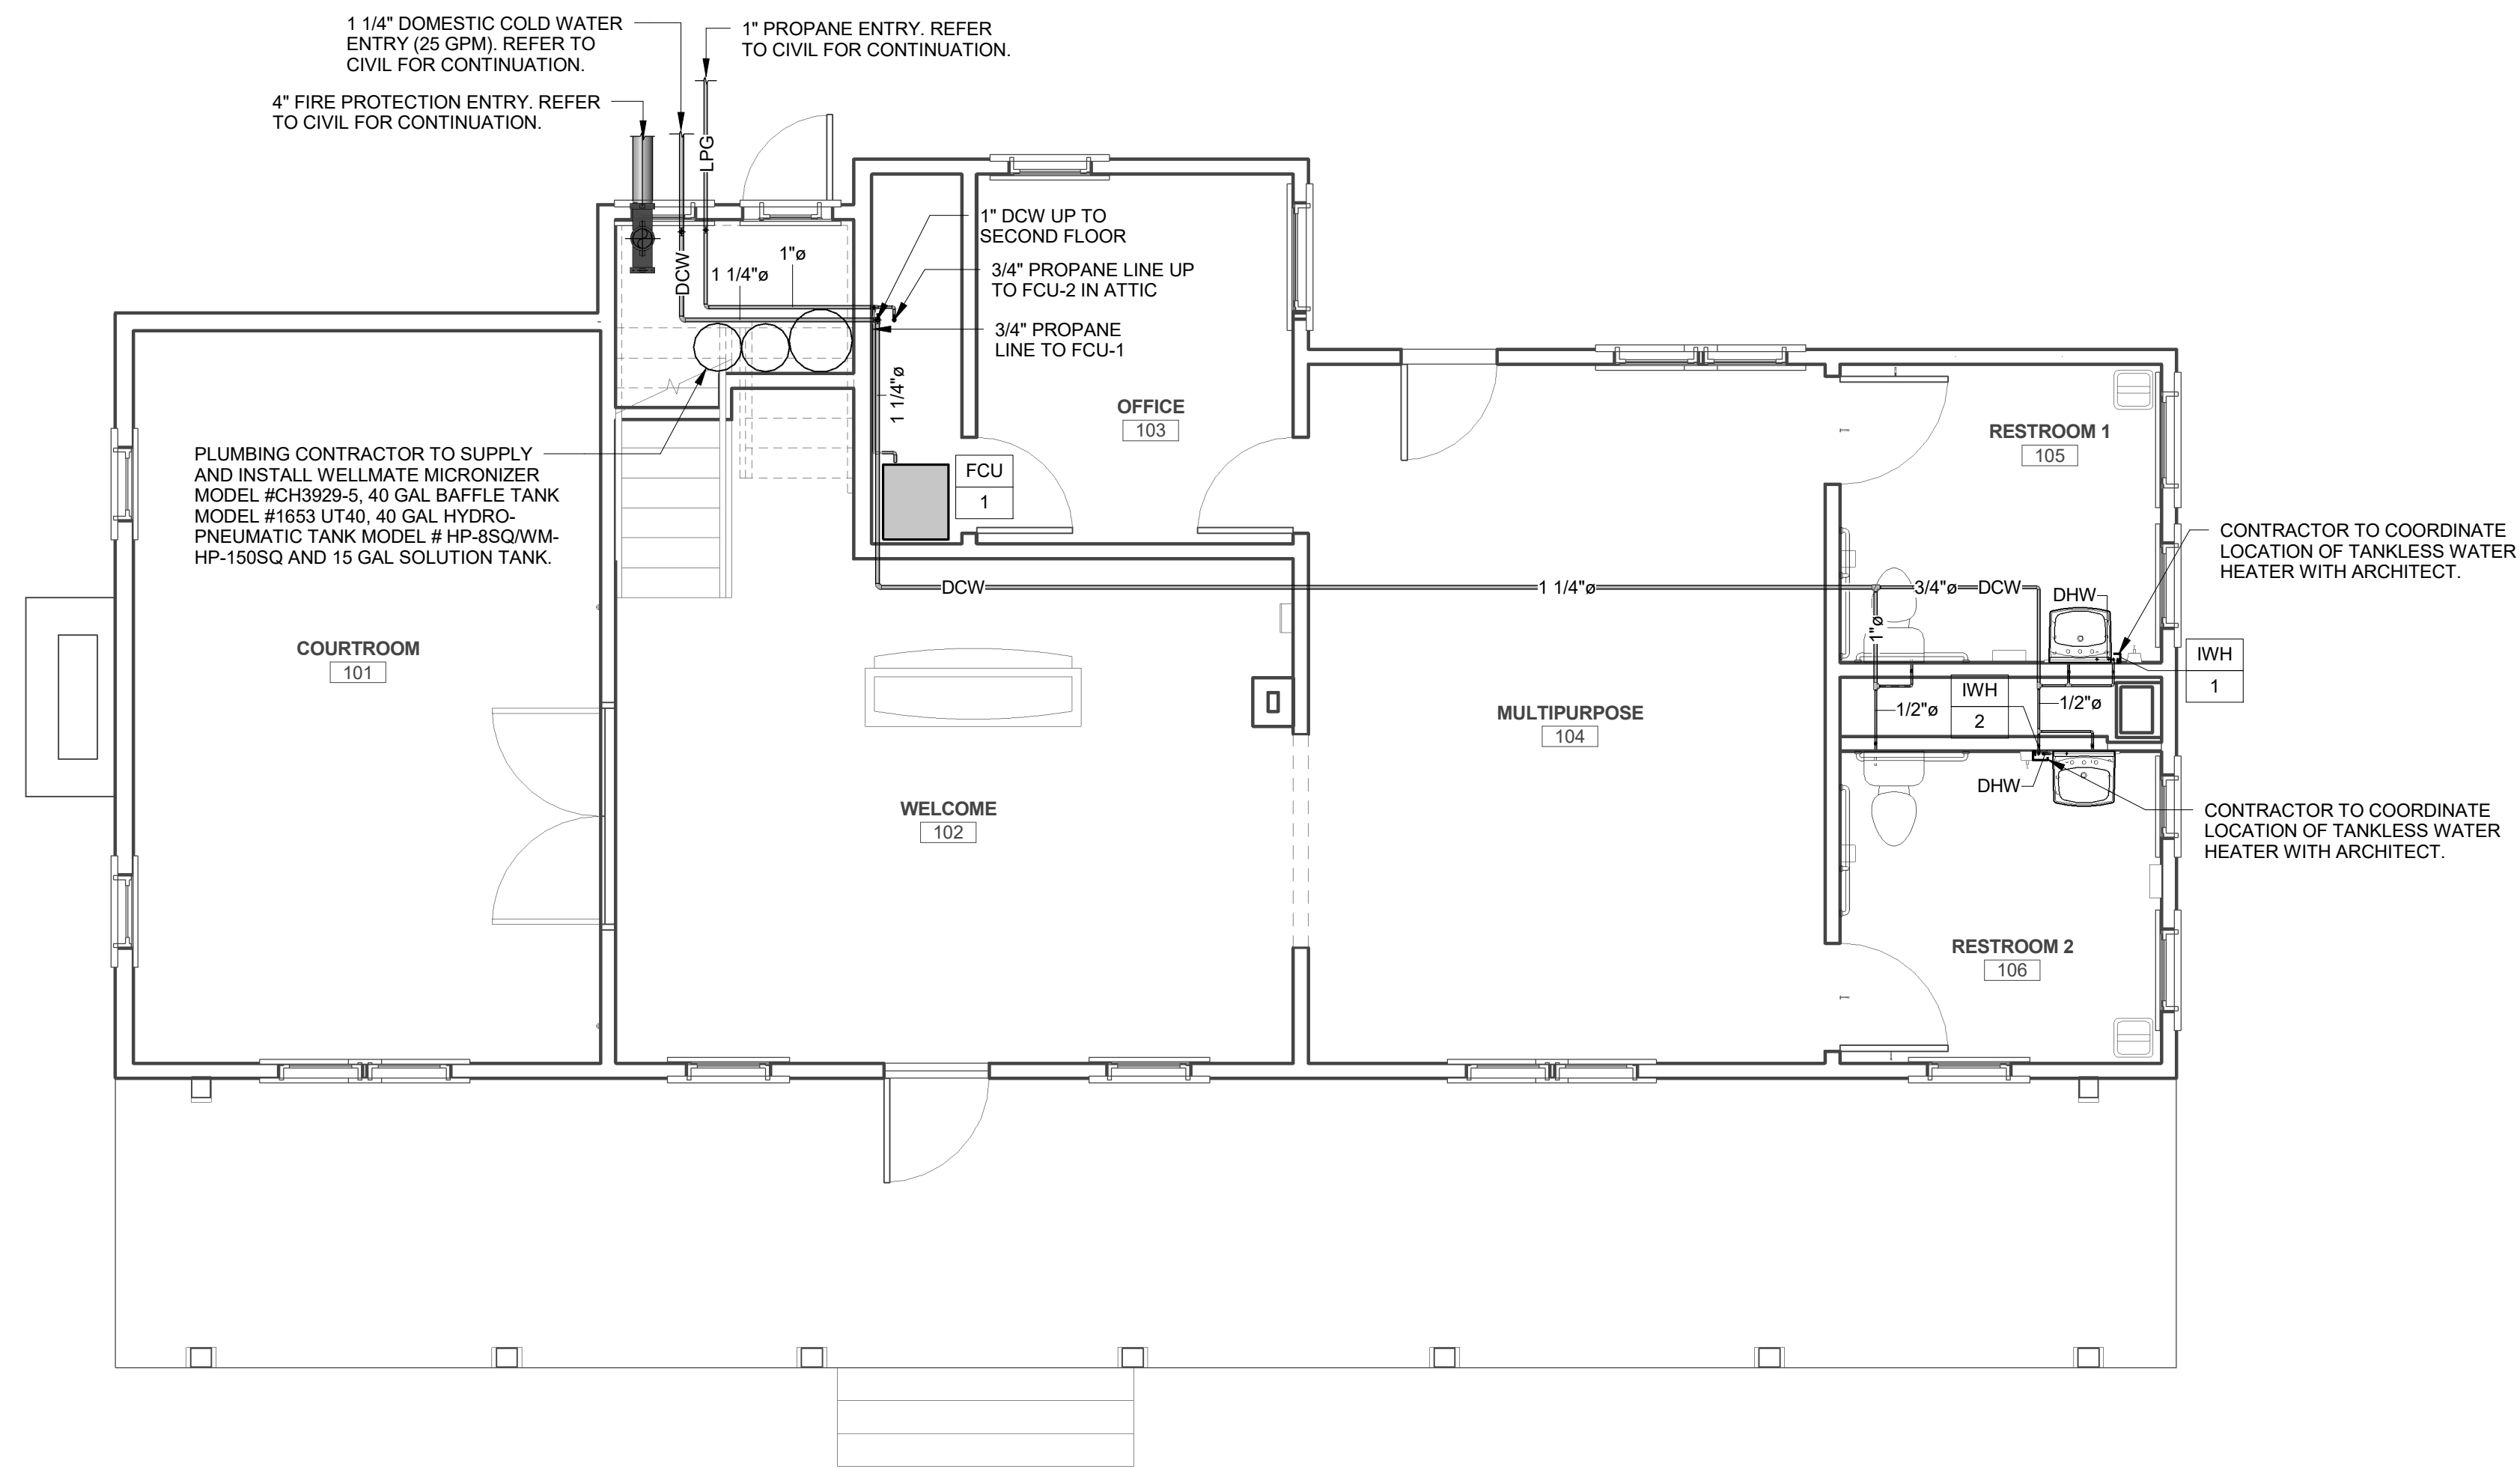 1 1/4" DOMESTIC COLD WATER
ENTRY (25 GPM). REFER TO
CIVIL FOR CONTINUATION.
1" PROPANE ENTRY. REFER
TO CIVIL FOR CONTINUATION.
4" FIRE PROTECTION ENTRY. REFER
TO CIVIL FOR CONTINUATION.
LPG
1" DCW UP TO
SECOND FLOOR
DCW
1 1/4"ø
1"ø
3/4" PROPANE LINE UP
TO FCU-2 IN ATTIC
3/4" PROPANE
LINE TO FCU-1
1 1/4"ø
OFFICE
103
RESTROOM 1
105
PLUMBING CONTRACTOR TO SUPPLY
AND INSTALL WELLMATE MICRONIZER
MODEL #CH3929-5, 40 GAL BAFFLE TANK
MODEL #1653 UT40, 40 GAL HYDRO-
PNEUMATIC TANK MODEL # HP-8SQ/WM-
HP-150SQ AND 15 GAL SOLUTION TANK.
FCU
1
CONTRACTOR TO COORDINATE
LOCATION OF TANKLESS WATER
HEATER WITH ARCHITECT.
DCW
1 1/4"ø
3/4"ø
DCW
DHW
1"ø
COURTROOM
101
IWH
1
IWH
2
1/2"ø
1/2"ø
MULTIPURPOSE
104
DHW
WELCOME
102
CONTRACTOR TO COORDINATE
LOCATION OF TANKLESS WATER
HEATER WITH ARCHITECT.
RESTROOM 2
106